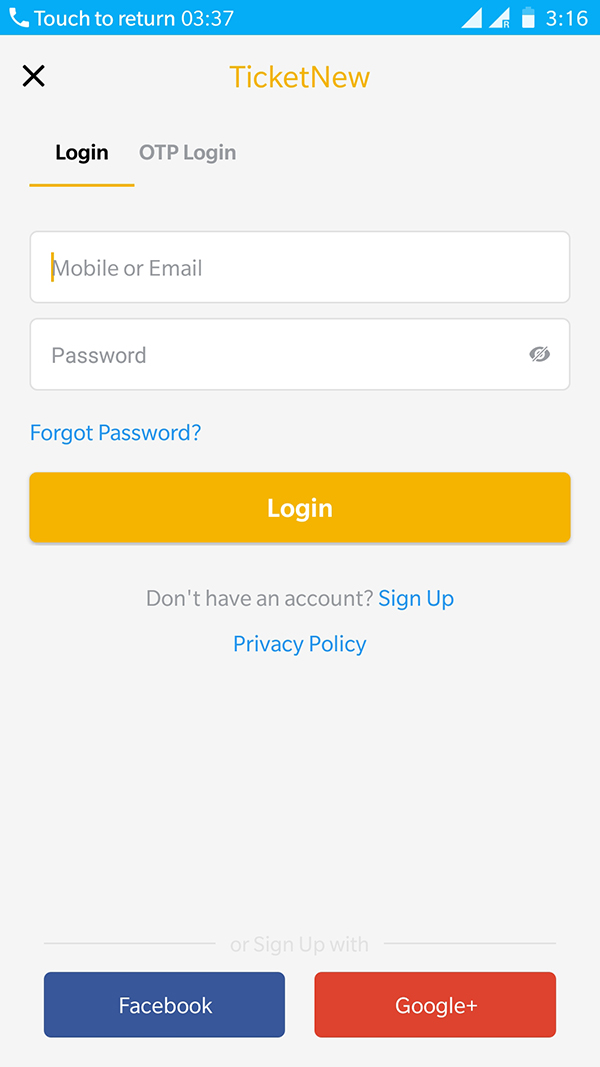 Touch to return 03:37 R 3:16
TicketNew
Login OTP Login
Mobile or Email
Password
Forgot Password?
Login
Don't have an account? Sign Up
Privacy Policy
or Sign Up with
Facebook Google+